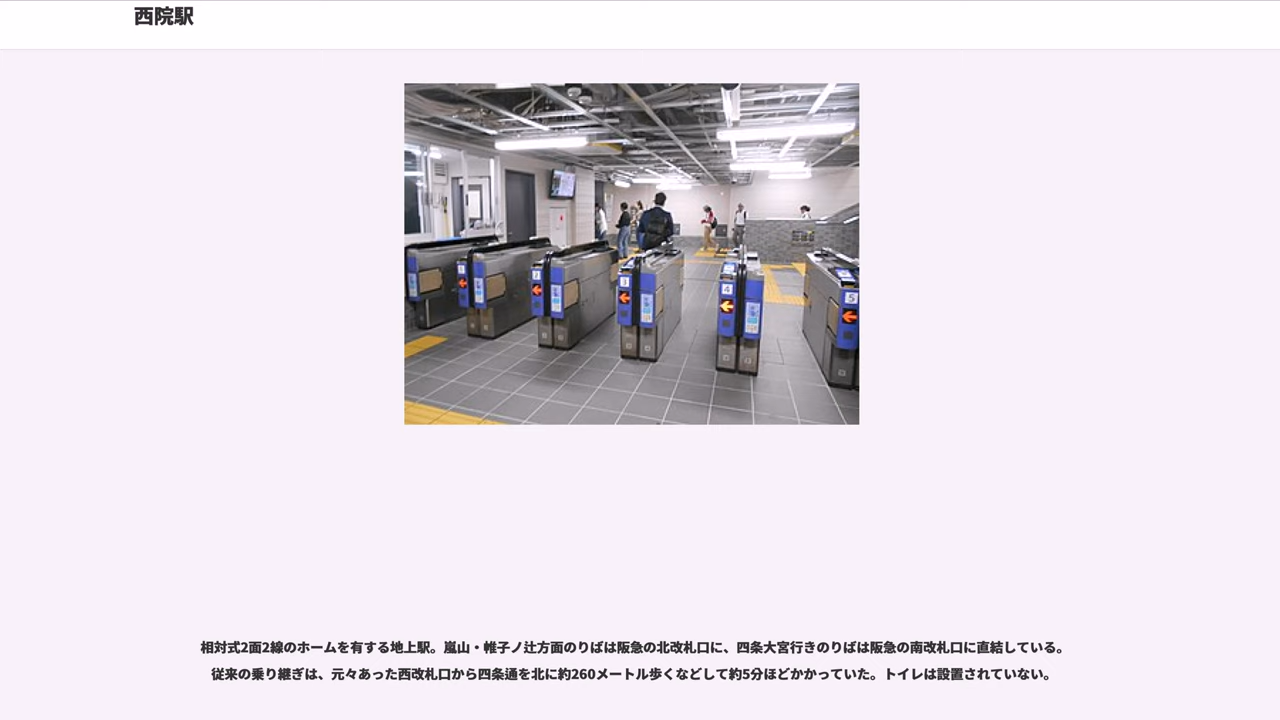 西院駅
1
2
3
4
5
相対式2面2線のホームを有する地上駅。嵐山・帷子ノ辻方面のりばは阪急の北改札口に、四条大宮行きのりばは阪急の南改札口に直結している。
従来の乗り継ぎは、元々あった西改札口から四条通を北に約260メートル歩くなどして約5分ほどかかっていた。トイレは設置されていない。